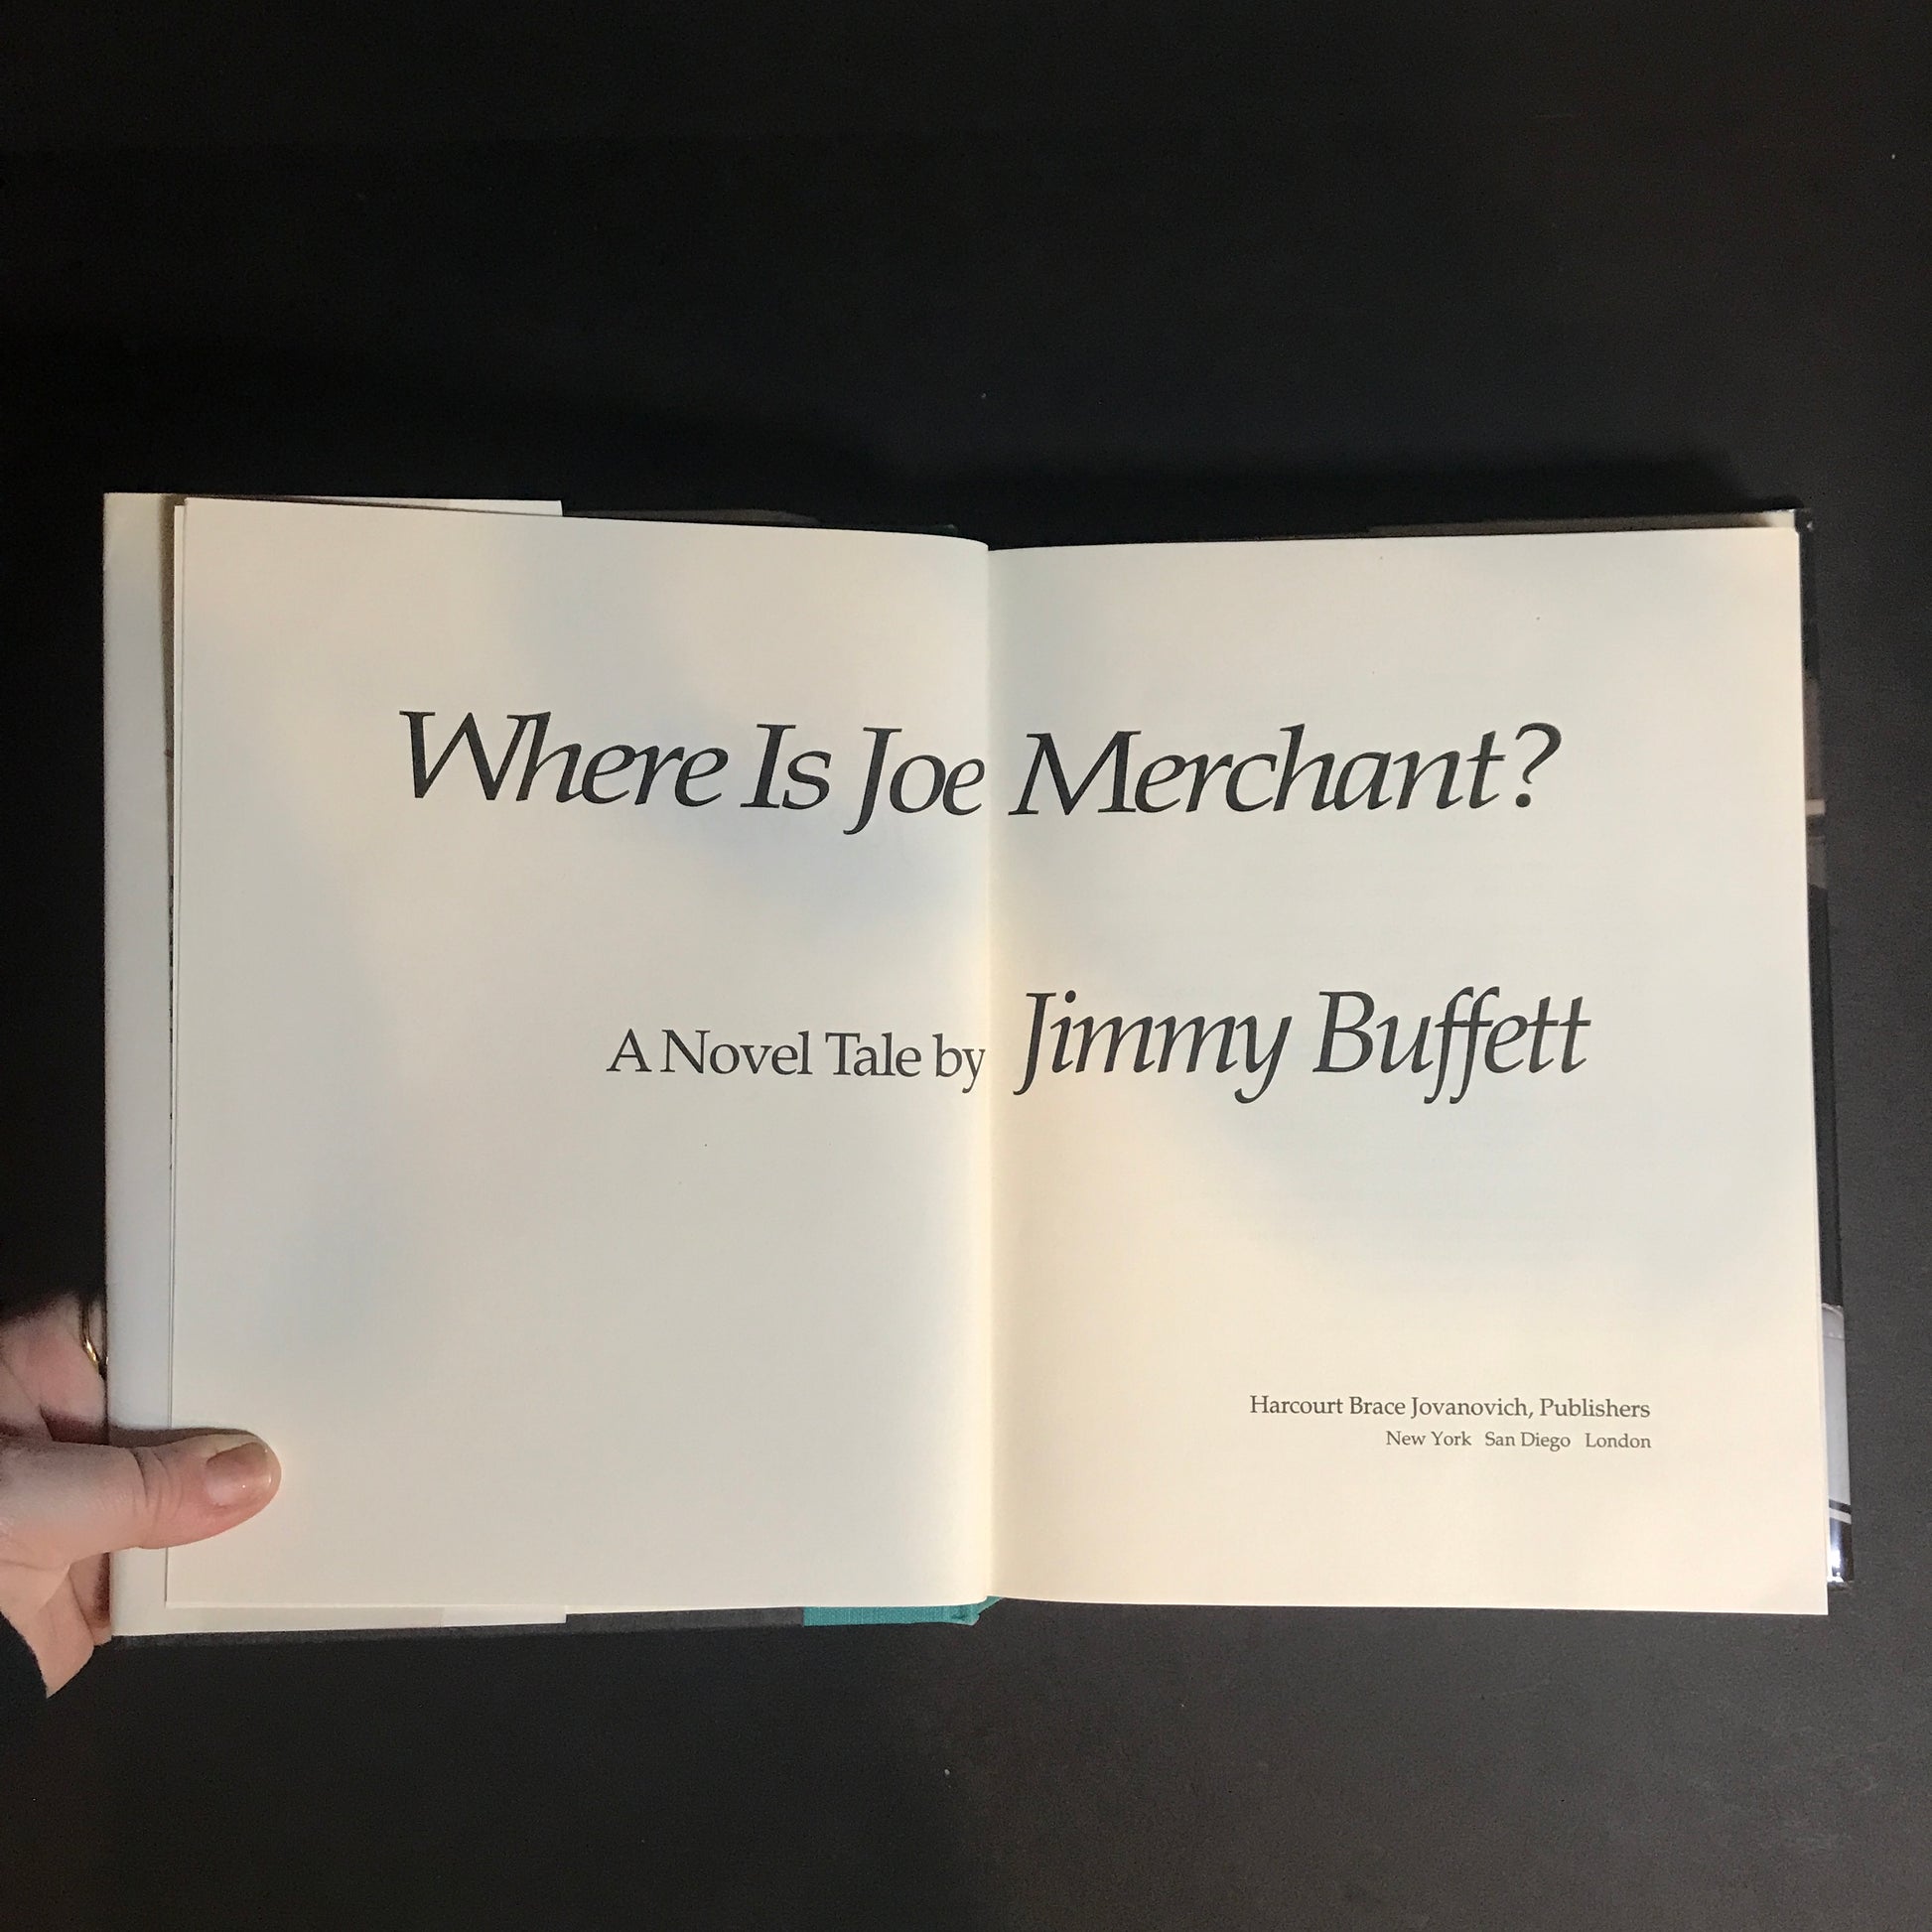 Where Is Joe Merchant?
A Novel Tale by Jimmy Buffett
Harcourt Brace Jovanovich, Publishers
New York San Diego London